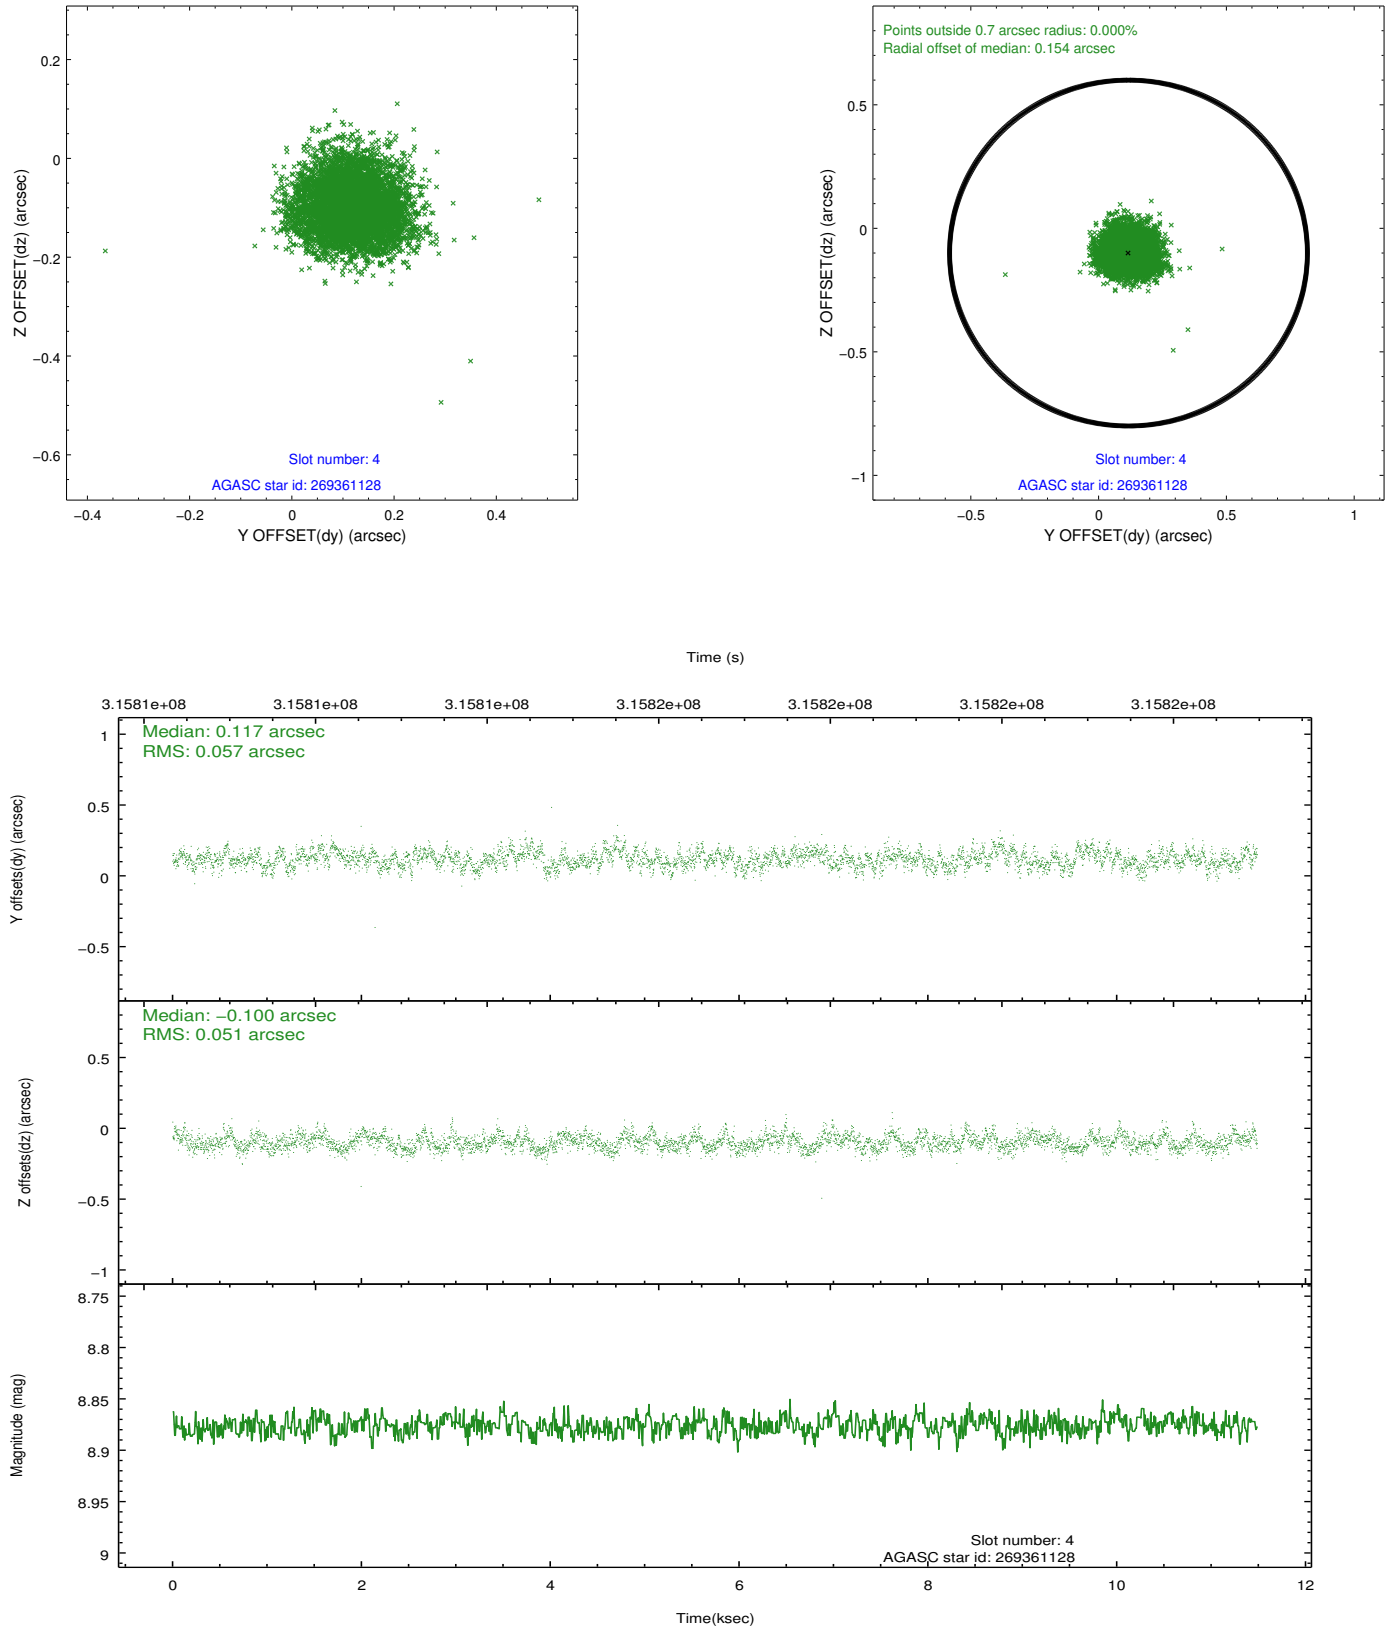 0.2
0
−0.2
−0.4
−0.6
Z OFFSET(dz) (arcsec)
Slot number: 4
AGASC star id: 269361128
−0.4
−0.2
0
0.2
0.4
Y OFFSET(dy) (arcsec)
Points outside 0.7 arcsec radius: 0.000%
Radial offset of median: 0.154 arcsec
0.5
0
−0.5
−1
Z OFFSET(dz) (arcsec)
Slot number: 4
AGASC star id: 269361128
−0.5
0
0.5
1
Y OFFSET(dy) (arcsec)
Time (s)
3.1581e+08
3.1581e+08
3.1581e+08
3.1582e+08
3.1582e+08
3.1582e+08
3.1582e+08
Median: 0.117 arcsec
RMS: 0.057 arcsec
1
0.5
0
−0.5
Y offsets(dy) (arcsec)
Median: −0.100 arcsec
RMS: 0.051 arcsec
0.5
0
−0.5
−1
Z offsets(dz) (arcsec)
8.75
8.8
8.85
8.9
8.95
9
Magnitude (mag)
Slot number: 4
AGASC star id: 269361128
0
2
4
6
8
10
12
Time(ksec)